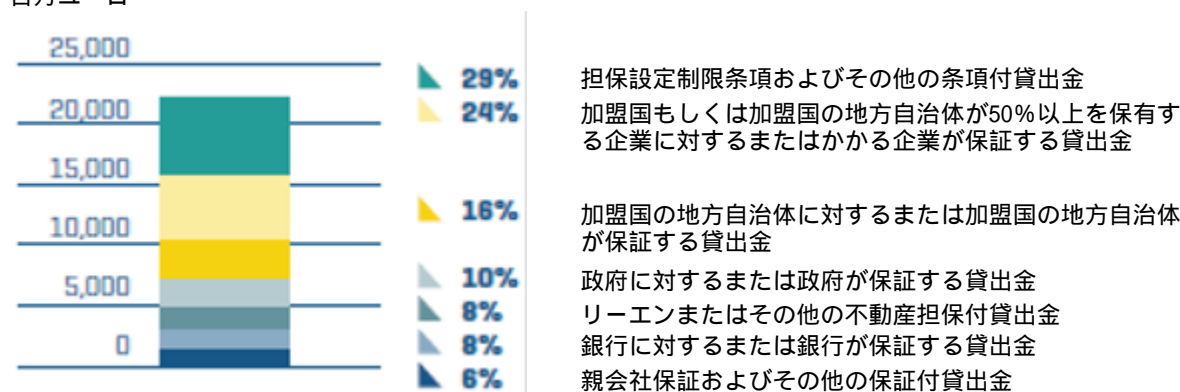 百万ユーロ
25,000
20,000
15,000
10,000
5,000
0
29% 担保設定制限条項およびその他の条項付貸出金
24% 加盟国もしくは加盟国の地方自治体が50％以上を保有す
る企業に対するまたはかかる企業が保証する貸出金
16% 加盟国の地方自治体に対するまたは加盟国の地方自治体
が保証する貸出金
10% 政府に対するまたは政府が保証する貸出金
8% リーエンまたはその他の不動産担保付貸出金
8% 銀行に対するまたは銀行が保証する貸出金
6% 親会社保証およびその他の保証付貸出金